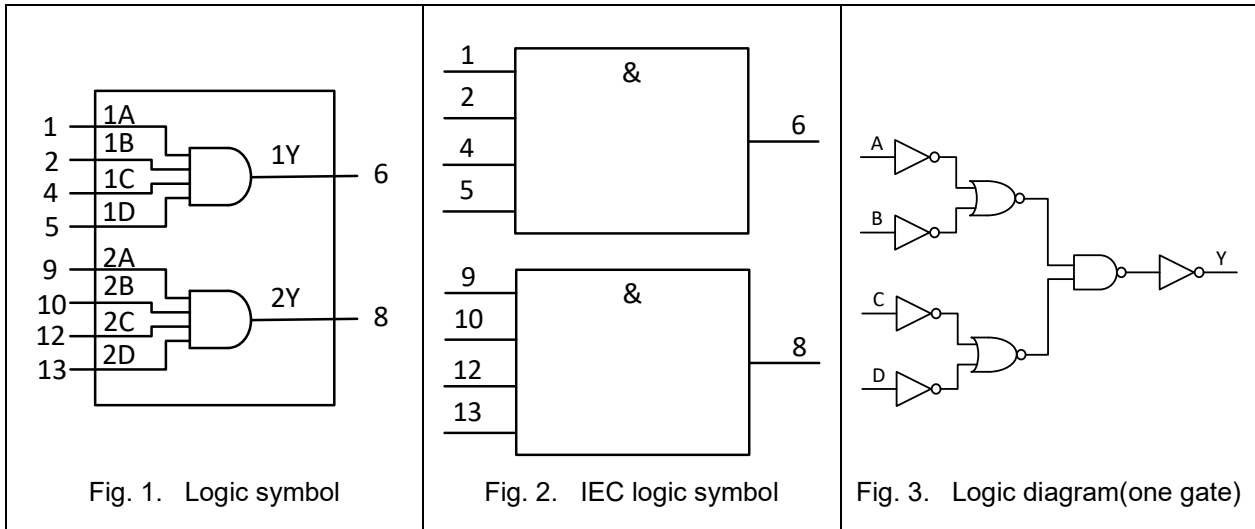 1A
1
1B
2
1Y
6
1C
4
1D
5
2A
9
2B
10
2Y
8
2C
12
2D
13
Fig. 1. Logic symbol
1
&
2
6
4
5
9
&
10
8
12
13
Fig. 2. IEC logic symbol
A
B
Y
C
D
Fig. 3. Logic diagram(one gate)